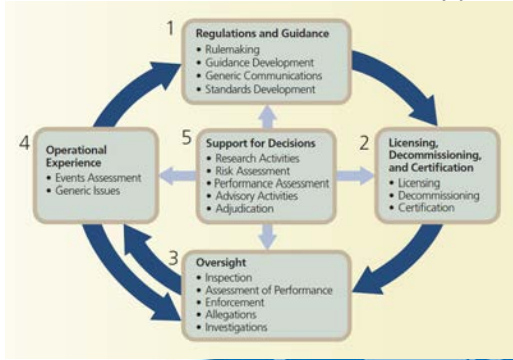 1
Regulations and Guidance
• Rulemaking
• Guidance Development
• Generic Communications
• Standards Development
4
Operational
Experience
• Events Assessment
• Generic Issues
5
Support for Decisions
• Research Activities
• Risk Assessment
• Performance Assessment
• Advisory Activities
• Adjudication
2
Licensing,
Decommissioning,
and Certification
• Licensing
• Decommissioning
• Certification
3
Oversight
• Inspection
• Assessment of Performance
• Enforcement
• Allegations
• Investigations